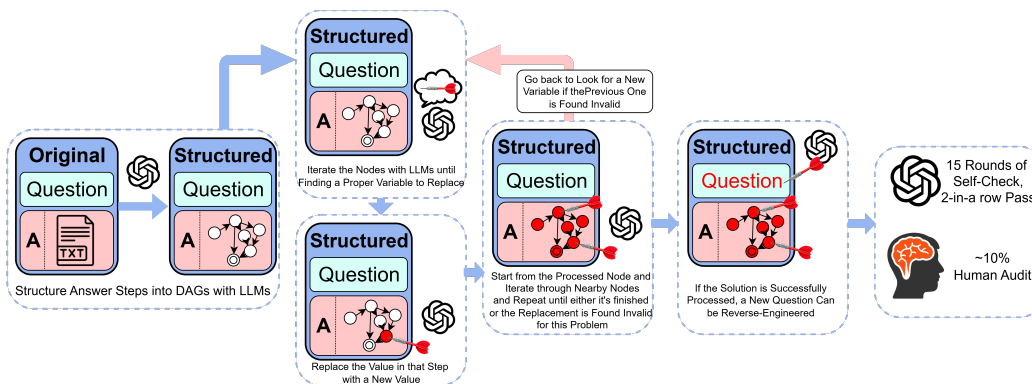 Original
Question
A
TXT
Structured
Question
A
Structure Answer Steps into DAGs with LLMs
Structured
Question
A
Iterate the Nodes with LLMs until
Finding a Proper Variable to Replace
Structured
Question
A
Replace the Value in that Step
with a New Value
Go back to Look for a New
Variable if thePrevious One
is Found Invalid
Structured
Question
A
Start from the Processed Node and
Iterate through Nearby Nodes
and Repeat until either it's finished
or the Replacement is Found Invalid
for this Problem
Structured
Question
A
If the Solution is Successfully
Processed, a New Question Can
be Reverse-Engineered
15 Rounds of
Self-Check,
2-in-a row Pass
~10%
Human Audit